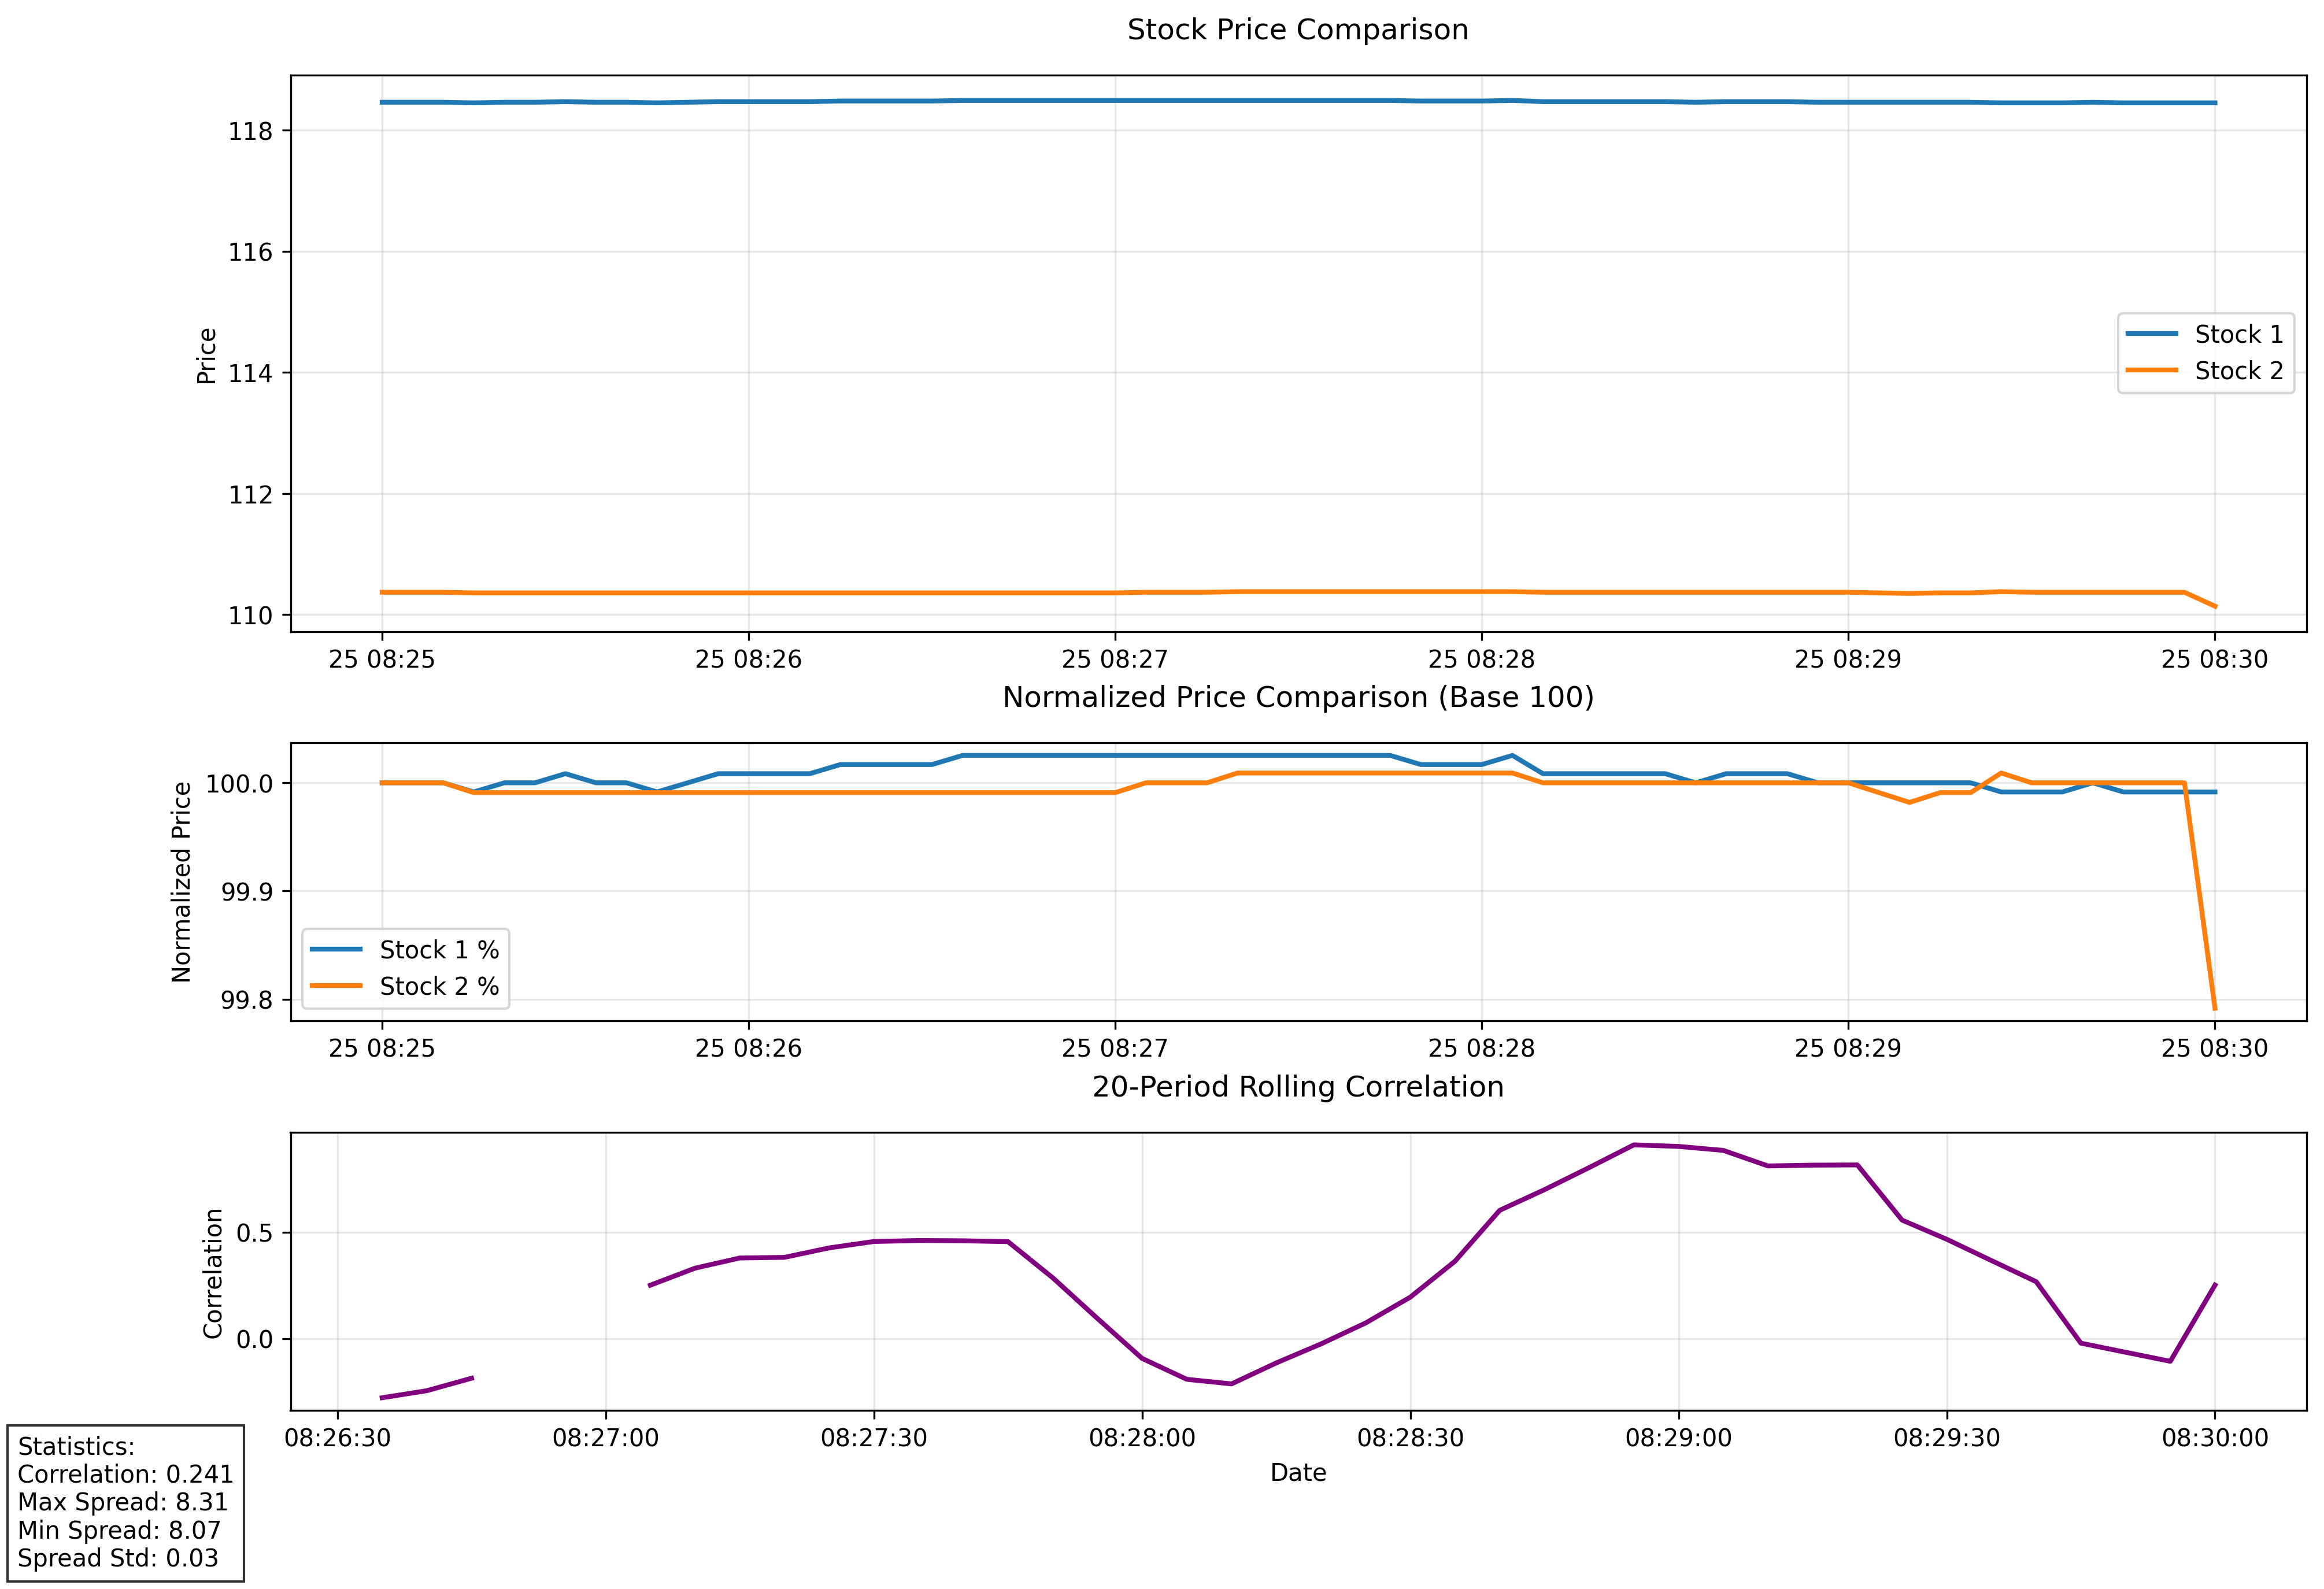 Stock Price Comparison
Price
118
116
114
112
110
Stock 1
Stock 2
25 08:25
25 08:26
25 08:27
25 08:28
25 08:29
25 08:30
Normalized Price Comparison (Base 100)
Normalized Price
100.0
99.9
99.8
Stock 1 %
Stock 2 %
25 08:25
25 08:26
25 08:27
25 08:28
25 08:29
25 08:30
20-Period Rolling Correlation
Correlation
0.5
0.0
08:26:30
08:27:00
08:27:30
08:28:00
08:28:30
08:29:00
08:29:30
08:30:00
Date
Statistics:
Correlation: 0.241
Max Spread: 8.31
Min Spread: 8.07
Spread Std: 0.03